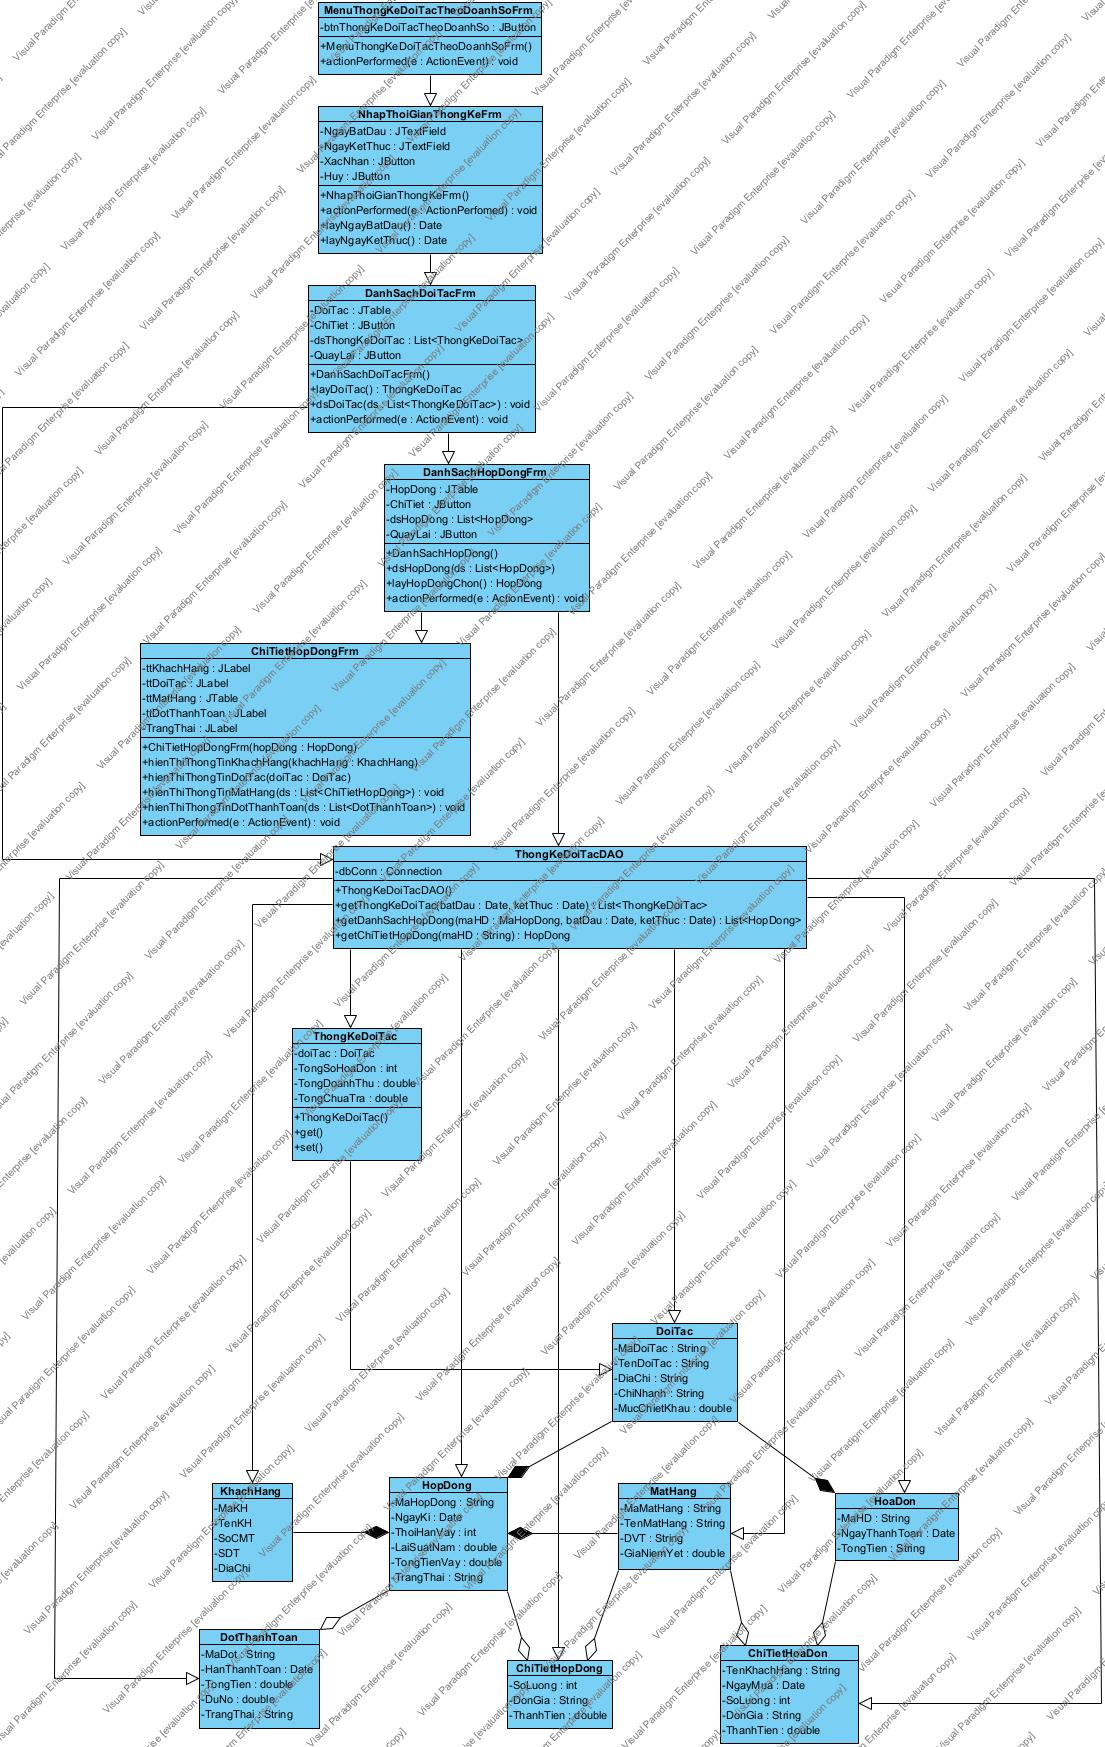 MenuThongKeDoiTacTheoDoanhSoFrm
-btnThongKeDoiTacTheoDoanhSo : JButton
+MenuThongKeDoiTacTheoDoanhSoFrm()
+actionPerformed(e : ActionEvent) : void
NhapThoiGianThongKeFrm
-NgayBatDau : JTextField
-NgayKetThuc : JTextField
-XacNhan : JButton
-Huy : JButton
+NhapThoiGianThongKeFrm()
+actionPerformed(e : ActionPerfomed) : void
+layNgayBatDau() : Date
+layNgayKetThuc() : Date
DanhSachDoiTacFrm
-DoiTac : JTable
-ChiTiet : JButton
-dsThongKeDoiTac : List<ThongKeDoiTac>
-QuayLai : JButton
+DanhSachDoiTacFrm()
+layDoiTac() : ThongKeDoiTac
+dsDoiTac(ds : List<ThongKeDoiTac>) : void
+actionPerformed(e : ActionEvent) : void
DanhSachHopDongFrm
-HopDong : JTable
-ChiTiet : JButton
-dsHopDong : List<HopDong>
-QuayLai : JButton
+DanhSachHopDong()
+dsHopDong(ds : List<HopDong>)
+layHopDongChon() : HopDong
+actionPerformed(e : ActionEvent) : void
ChiTietHopDongFrm
-ttKhachHang : JLabel
-ttDoiTac : JLabel
-ttMatHang : JTable
-ttDotThanhToan : JLabel
-TrangThai : JLabel
+ChiTietHopDongFrm(hopDong : HopDong)
+hienThiThongTinKhachHang(khachHang : KhachHang)
+hienThiThongTinDoiTac(doiTac : DoiTac)
+hienThiThongTinMatHang(ds : List<ChiTietHopDong>) : void
+hienThiThongTinDotThanhToan(ds : List<DotThanhToan>) : void
+actionPerformed(e : ActionEvent) : void
ThongKeDoiTacDAO
-dbConn : Connection
+ThongKeDoiTacDAO()
+getThongKeDoiTac(batDau : Date, ketThuc : Date) : List<ThongKeDoiTac>
+getDanhSachHopDong(maHD : MaHopDong, batDau : Date, ketThuc : Date) : List<HopDong>
+getChiTietHopDong(maHD : String) : HopDong
ThongKeDoiTac
-doiTac : DoiTac
-TongSoHoaDon : int
-TongDoanhThu : double
-TongChuaTra : double
+ThongKeDoiTac()
+get()
+set()
DoiTac
-MaDoiTac : String
-TenDoiTac : String
-DiaChi : String
-ChiNhanh : String
-MucChietKhau : double
KhachHang
-MaKH
-TenKH
-SoCMT
-SDT
-DiaChi
HopDong
-MaHopDong : String
-NgayKi : Date
-ThoiHanVay : int
-LaiSuatNam : double
-TongTienVay : double
-TrangThai : String
MatHang
-MaMatHang : String
-TenMatHang : String
-DVT : String
-GiaNiemYet : double
HoaDon
-MaHD : String
-NgayThanhToan : Date
-TongTien : String
DotThanhToan
-MaDot : String
-HanThanhToan : Date
-TongTien : double
-DuNo : double
-TrangThai : String
ChiTietHopDong
-SoLuong : int
-DonGia : String
-ThanhTien : double
ChiTietHoaDon
-TenKhachHang : String
-NgayMua : Date
-SoLuong : int
-DonGia : String
-ThanhTien : double
Visual Paradigm Enterprise [evaluation copy]